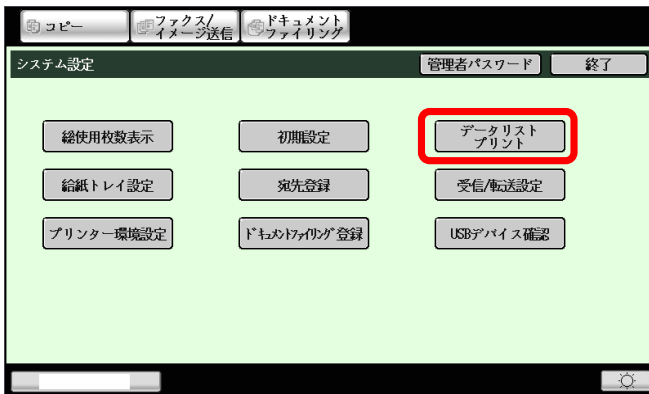 コピー
ファクス/
イメージ送信
ドキュメント
ファイリング
システム設定
管理者パスワード
終了
総使用枚数表示
初期設定
データリスト
プリント
給紙トレイ設定
宛先登録
受信/転送設定
プリンター環境設定
ドキュメントファイリング登録
USBデバイス確認